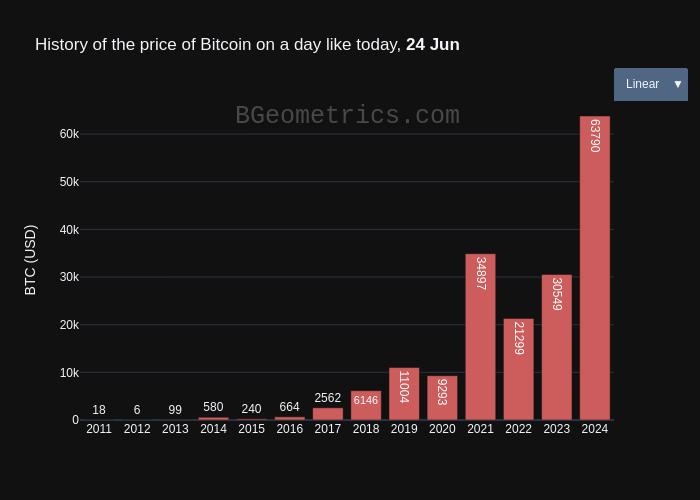 History of the price of Bitcoin on a day like today, 24 Jun
Linear ▼
BGeometrics.com
BTC (USD)
60k
50k
40k
30k
20k
10k
0
18
6
99
580
240
664
2562
6146
11004
9293
34897
21299
30549
63790
2011 2012 2013 2014 2015 2016 2017 2018 2019 2020 2021 2022 2023 2024